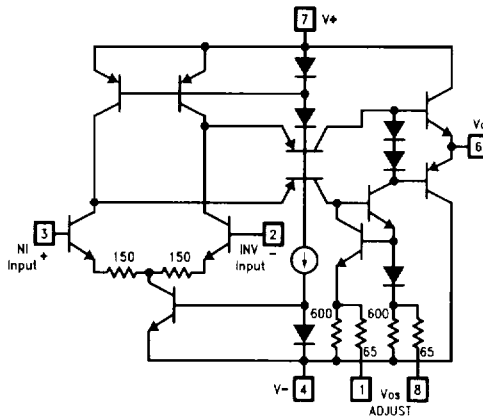 7 V+
Vo
6
3
NI
Input +
150 150
2
INV
Input -
600 600
65 65
V- 4
1 Vos 8
ADJUST